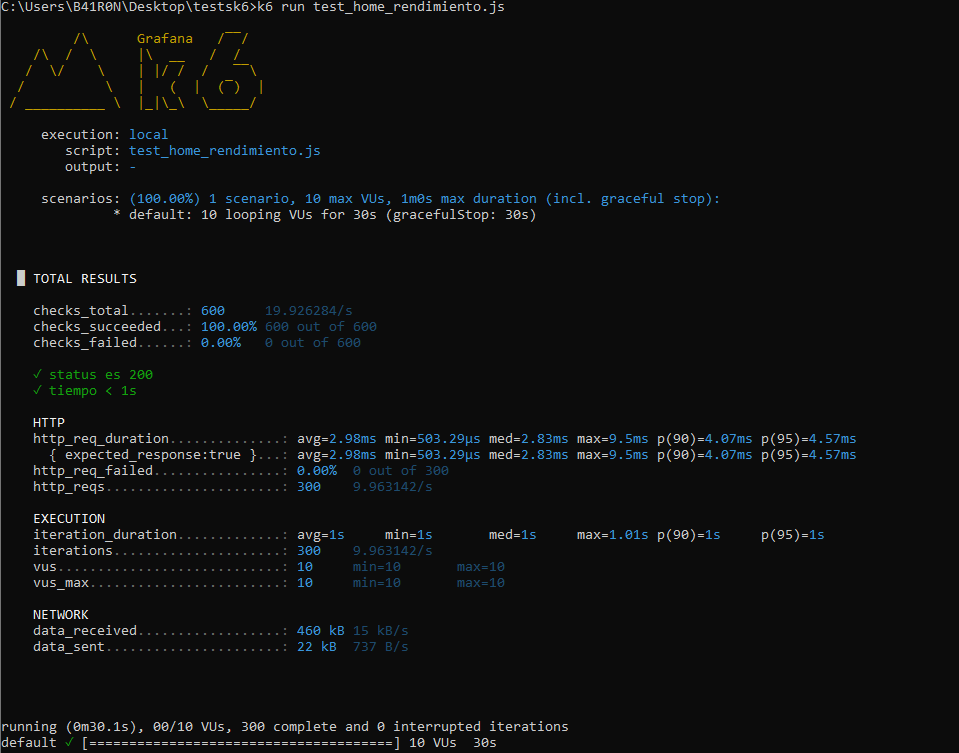 C:\Users\B41R0N\Desktop\testsk6>k6 run test_home_rendimiento.js
Grafana
k6
execution: local
script: test_home_rendimiento.js
output: -
scenarios: (100.00%) 1 scenario, 10 max VUs, 1m0s max duration (incl. graceful stop):
* default: 10 looping VUs for 30s (gracefulStop: 30s)
█ TOTAL RESULTS
checks_total.......: 600 19.926284/s
checks_succeeded...: 100.00% 600 out of 600
checks_failed......: 0.00% 0 out of 600
✓ status es 200
✓ tiempo < 1s
HTTP
http_req_duration..............: avg=2.98ms min=503.29µs med=2.83ms max=9.5ms p(90)=4.07ms p(95)=4.57ms
{ expected_response:true }...: avg=2.98ms min=503.29µs med=2.83ms max=9.5ms p(90)=4.07ms p(95)=4.57ms
http_req_failed................: 0.00% 0 out of 300
http_reqs......................: 300 9.963142/s
EXECUTION
iteration_duration.............: avg=1s min=1s med=1s max=1.01s p(90)=1s p(95)=1s
iterations.....................: 300 9.963142/s
vus............................: 10 min=10 max=10
vus_max........................: 10 min=10 max=10
NETWORK
data_received..................: 460 kB 15 kB/s
data_sent......................: 22 kB 737 B/s
running (0m30.1s), 00/10 VUs, 300 complete and 0 interrupted iterations
default ✓ [======================================] 10 VUs 30s